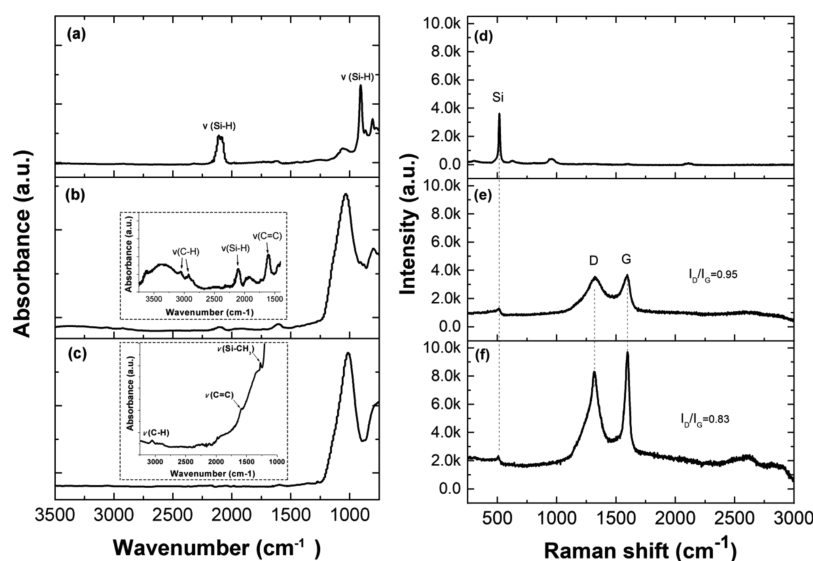 (a)
ν (Si-H)
ν (Si-H)
(b)
ν(C-H)
ν(Si-H)
ν(C=C)
Absorbance (a.u.)
3500 3000 2500 2000 1500
Wavenumber (cm-1)
(c)
ν(Si-CH3)
ν(C=C)
ν(C-H)
Absorbance (a.u.)
3000 2500 2000 1500 1000
Wavenumber (cm-1)
Absorbance (a.u.)
3500 3000 2500 2000 1500 1000
Wavenumber (cm-1)
(d)
10.0k
8.0k
6.0k
4.0k
2.0k
0.0
Si
(e)
10.0k
8.0k
6.0k
4.0k
2.0k
0.0
D G
ID/IG=0.95
(f)
10.0k
8.0k
6.0k
4.0k
2.0k
0.0
ID/IG=0.83
Intensity (a.u.)
500 1000 1500 2000 2500 3000
Raman shift (cm-1)